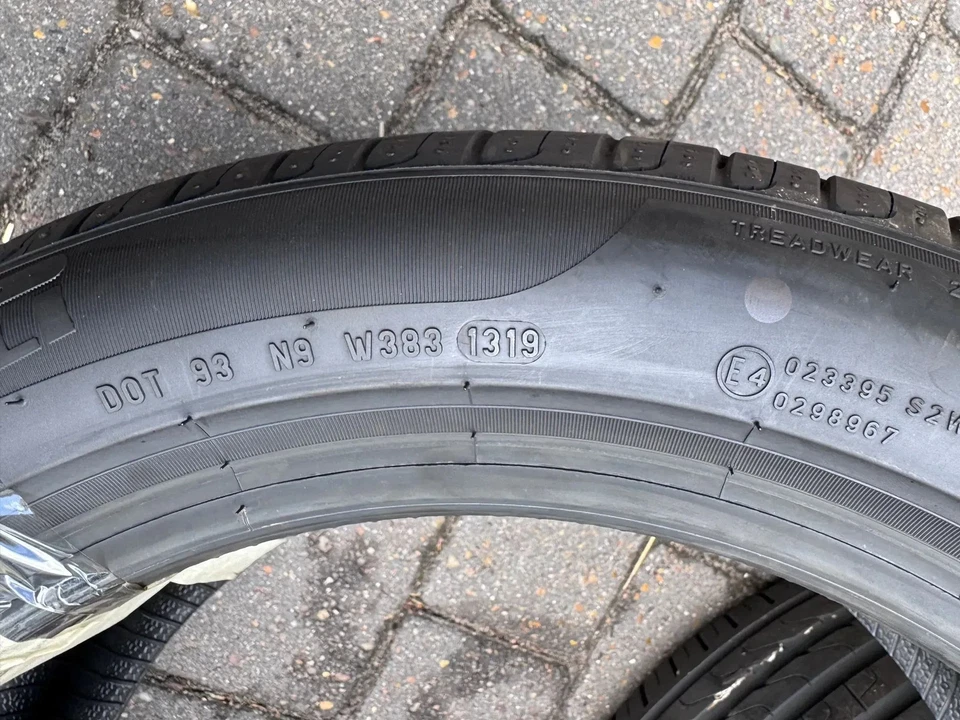 TREADWEAR
DOT 93 N9 W383 1319
E4 023395 S2W
0298967